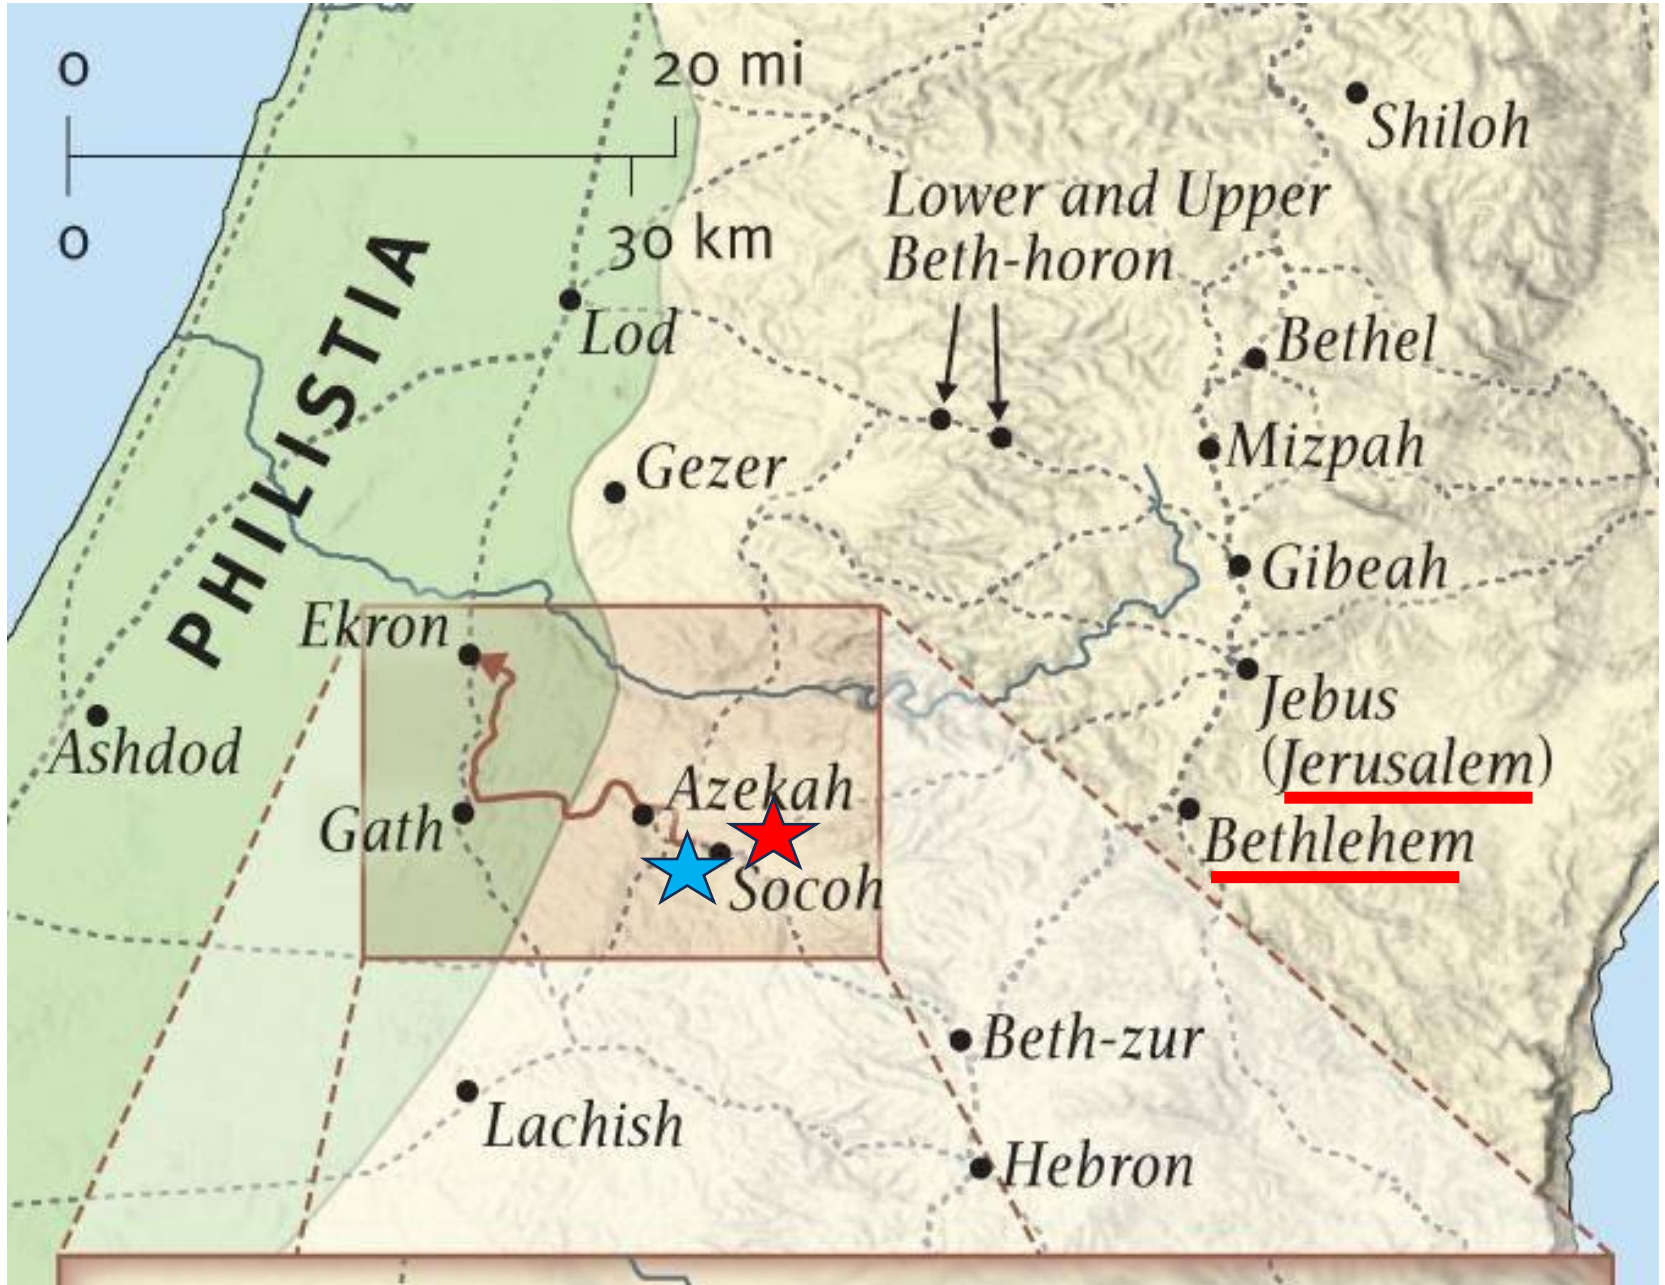 0
20 mi
0
30 km
Shiloh
Lower and Upper
Beth-horon
PHILISTIA
Lod
Bethel
Mizpah
Gezer
Gibeah
Ekron
Jebus
(Jerusalem)
Ashdod
Azekah
Gath
Bethlehem
Socoh
Beth-zur
Lachish
Hebron